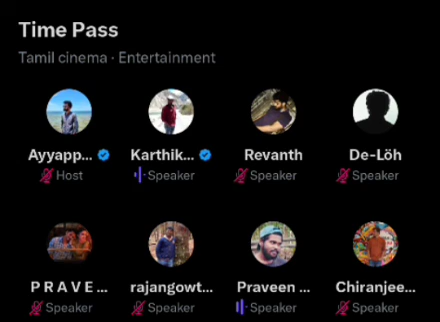 Time Pass
Tamil cinema · Entertainment
Ayyapp... Karthik... Revanth De-Löh
Host Speaker Speaker Speaker
P R A V E ... rajangowt... Praveen ... Chiranjee...
Speaker Speaker Speaker Speaker